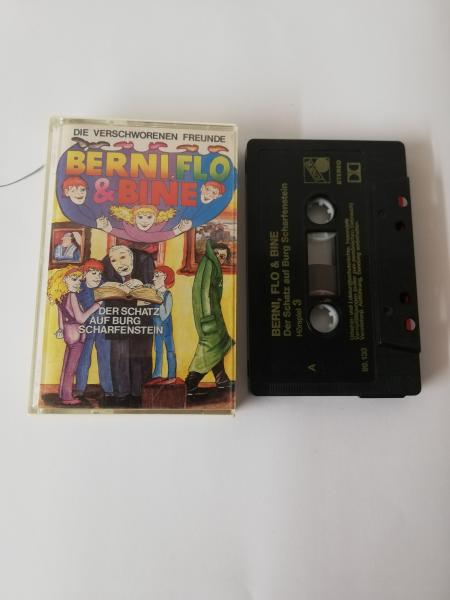 DIE VERSCHWORENEN FREUNDE
BERNI, FLO
& BINE
DER SCHATZ
AUF BURG
SCHARFENSTEIN
BERNI, FLO & BINE
Der Schatz auf Burg Scharfenstein
Hörspiel 3
STEREO
A